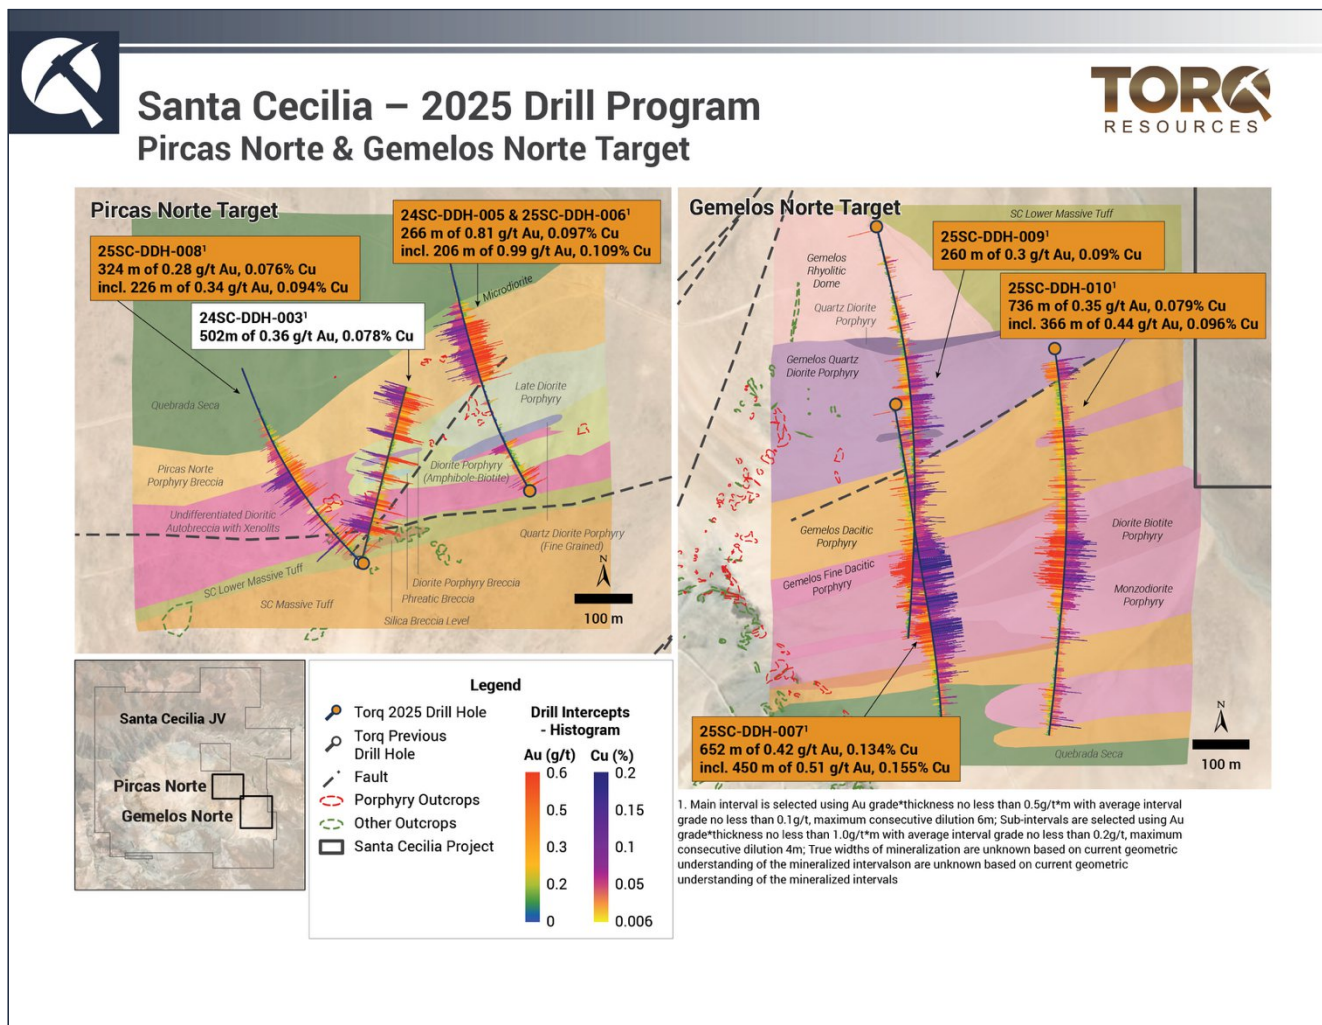 Santa Cecilia – 2025 Drill Program
Pircas Norte & Gemelos Norte Target
TORQ
RESOURCES
Pircas Norte Target
25SC-DDH-008¹
324 m of 0.28 g/t Au, 0.076% Cu
incl. 226 m of 0.34 g/t Au, 0.094% Cu
24SC-DDH-005 & 25SC-DDH-006¹
266 m of 0.81 g/t Au, 0.097% Cu
incl. 206 m of 0.99 g/t Au, 0.109% Cu
24SC-DDH-003¹
502m of 0.36 g/t Au, 0.078% Cu
Microdiorite
Quebrada Seca
Late Diorite
Porphyry
Pircas Norte
Porphyry Breccia
Diorite Porphyry
(Amphibole-Biotite)
Undifferentiated Dioritic
Autobreccia with Xenolits
Quartz Diorite Porphyry
(Fine Grained)
SC Lower Massive Tuff
Diorite Porphyry Breccia
Phreatic Breccia
SC Massive Tuff
Silica Breccia Level
N
100 m
Gemelos Norte Target
SC Lower Massive Tuff
25SC-DDH-009¹
260 m of 0.3 g/t Au, 0.09% Cu
Gemelos
Rhyolitic
Dome
25SC-DDH-010¹
736 m of 0.35 g/t Au, 0.079% Cu
incl. 366 m of 0.44 g/t Au, 0.096% Cu
Quartz Diorite
Porphyry
Gemelos Quartz
Diorite Porphyry
Gemelos Dacitic
Porphyry
Diorite Biotite
Porphyry
Gemelos Fine Dacitic
Porphyry
Monzodiorite
Porphyry
25SC-DDH-007¹
652 m of 0.42 g/t Au, 0.134% Cu
incl. 450 m of 0.51 g/t Au, 0.155% Cu
Quebrada Seca
N
100 m
Santa Cecilia JV
Pircas Norte
Gemelos Norte
Legend
Torq 2025 Drill Hole
Torq Previous
Drill Hole
Fault
Porphyry Outcrops
Other Outcrops
Santa Cecilia Project
Drill Intercepts
- Histogram
Au (g/t) Cu (%)
0.6 0.2
0.15
0.3 0.1
0.2 0.05
0 0.006
1. Main interval is selected using Au grade*thickness no less than 0.5g/t*m with average interval
grade no less than 0.1g/t, maximum consecutive dilution 6m; Sub-intervals are selected using Au
grade*thickness no less than 1.0g/t*m with average interval grade no less than 0.2g/t, maximum
consecutive dilution 4m; True widths of mineralization are unknown based on current geometric
understanding of the mineralized intervalson are unknown based on current geometric
understanding of the mineralized intervals